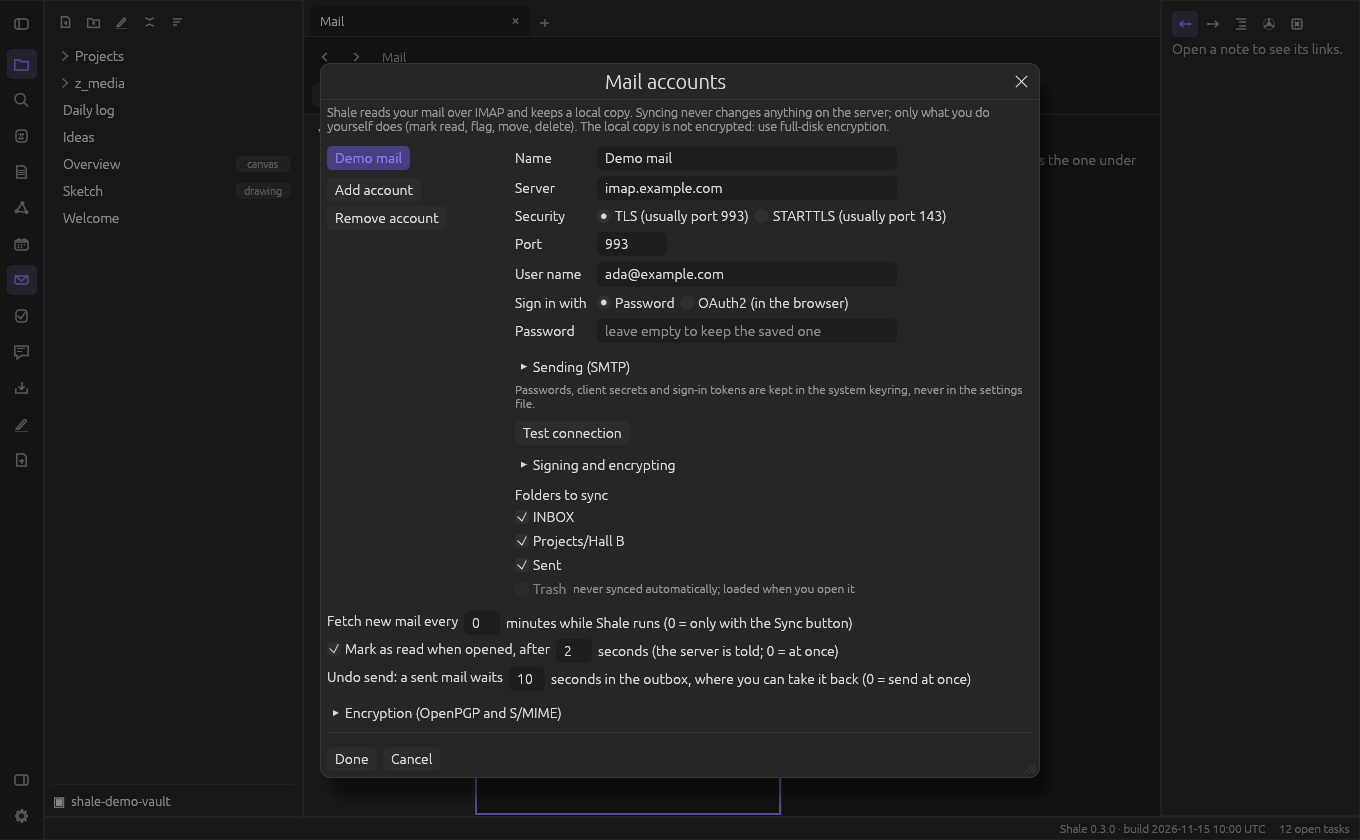 Mail
Projects
z_media
Daily log
Ideas
Overview canvas
Sketch drawing
Welcome
shale-demo-vault
Mail
Mail accounts
Shale reads your mail over IMAP and keeps a local copy. Syncing never changes anything on the server; only what you do
yourself does (mark read, flag, move, delete). The local copy is not encrypted: use full-disk encryption.
Demo mail
Add account
Remove account
Name Demo mail
Server imap.example.com
Security TLS (usually port 993) STARTTLS (usually port 143)
Port 993
User name ada@example.com
Sign in with Password OAuth2 (in the browser)
Password leave empty to keep the saved one
Sending (SMTP)
Passwords, client secrets and sign-in tokens are kept in the system keyring, never in the settings
file.
Test connection
Signing and encrypting
Folders to sync
INBOX
Projects/Hall B
Sent
Trash never synced automatically; loaded when you open it
Fetch new mail every 0 minutes while Shale runs (0 = only with the Sync button)
Mark as read when opened, after 2 seconds (the server is told; 0 = at once)
Undo send: a sent mail waits 10 seconds in the outbox, where you can take it back (0 = send at once)
Encryption (OpenPGP and S/MIME)
Done Cancel
the one under
Open a note to see its links.
Shale 0.3.0 · build 2026-11-15 10:00 UTC 12 open tasks